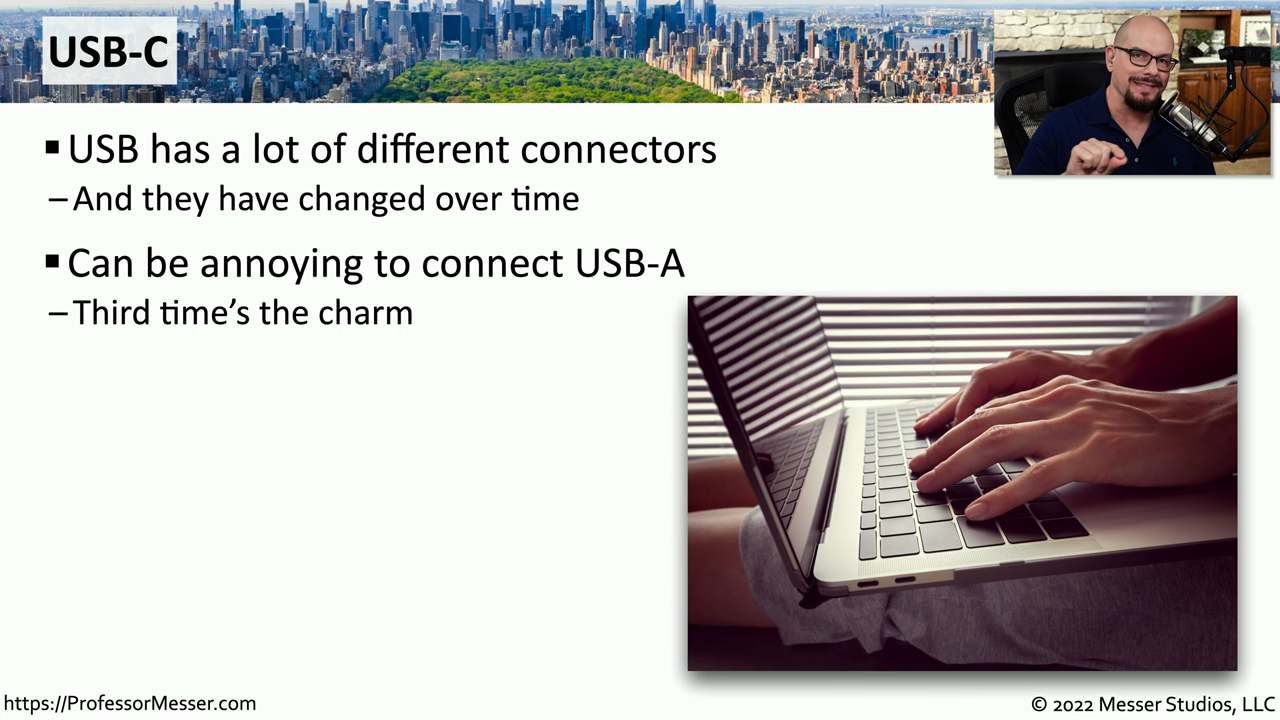 USB-C
▪ USB has a lot of different connectors
– And they have changed over time
▪ Can be annoying to connect USB-A
– Third time’s the charm
https://ProfessorMesser.com
© 2022 Messer Studios, LLC